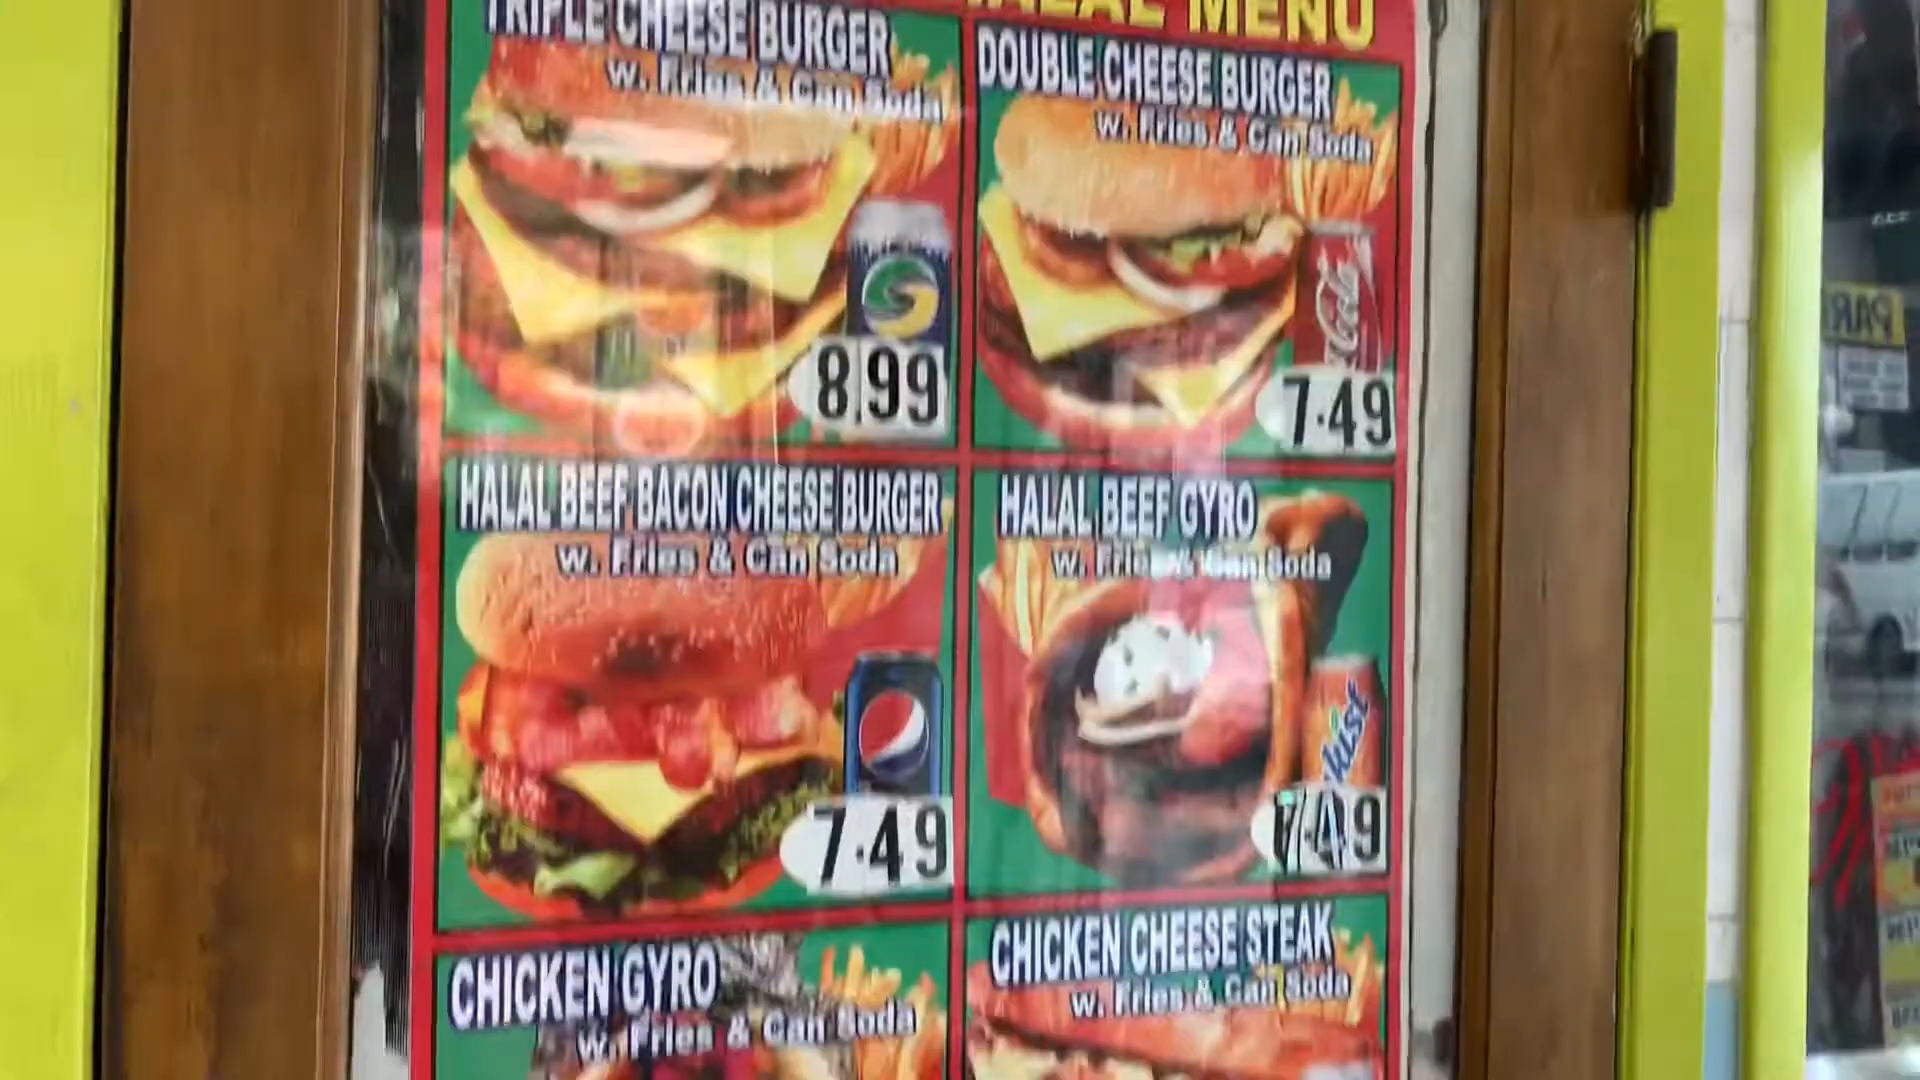 HALAL MENU
TRIPLE CHEESE BURGER
w. Fries & Can Soda
8.99
DOUBLE CHEESE BURGER
w. Fries & Can Soda
Cola
7.49
HALAL BEEF BACON CHEESE BURGER
w. Fries & Can Soda
7.49
HALAL BEEF GYRO
w. Fries & Can Soda
kist
7.49
CHICKEN GYRO
w. Fries & Can Soda
CHICKEN CHEESE STEAK
w. Fries & Can Soda